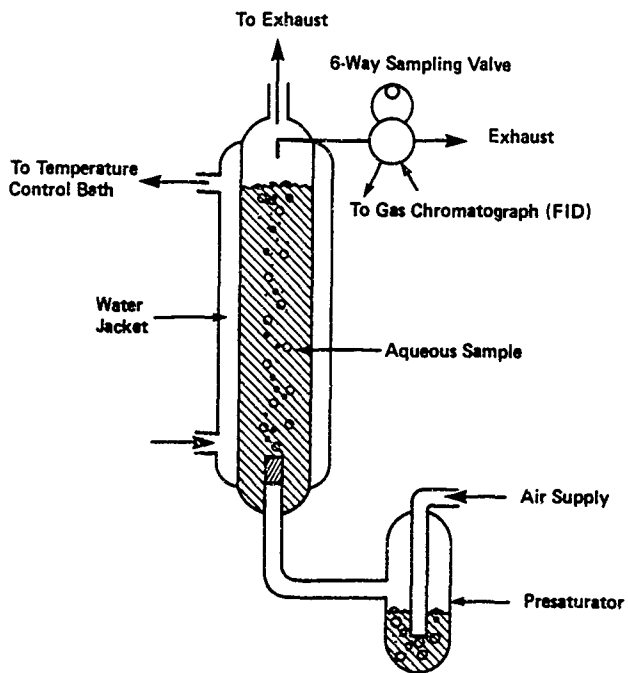 To Exhaust
6-Way Sampling Valve
Exhaust
To Temperature
Control Bath
To Gas Chromatograph (FID)
Water
Jacket
Aqueous Sample
Air Supply
Presaturator